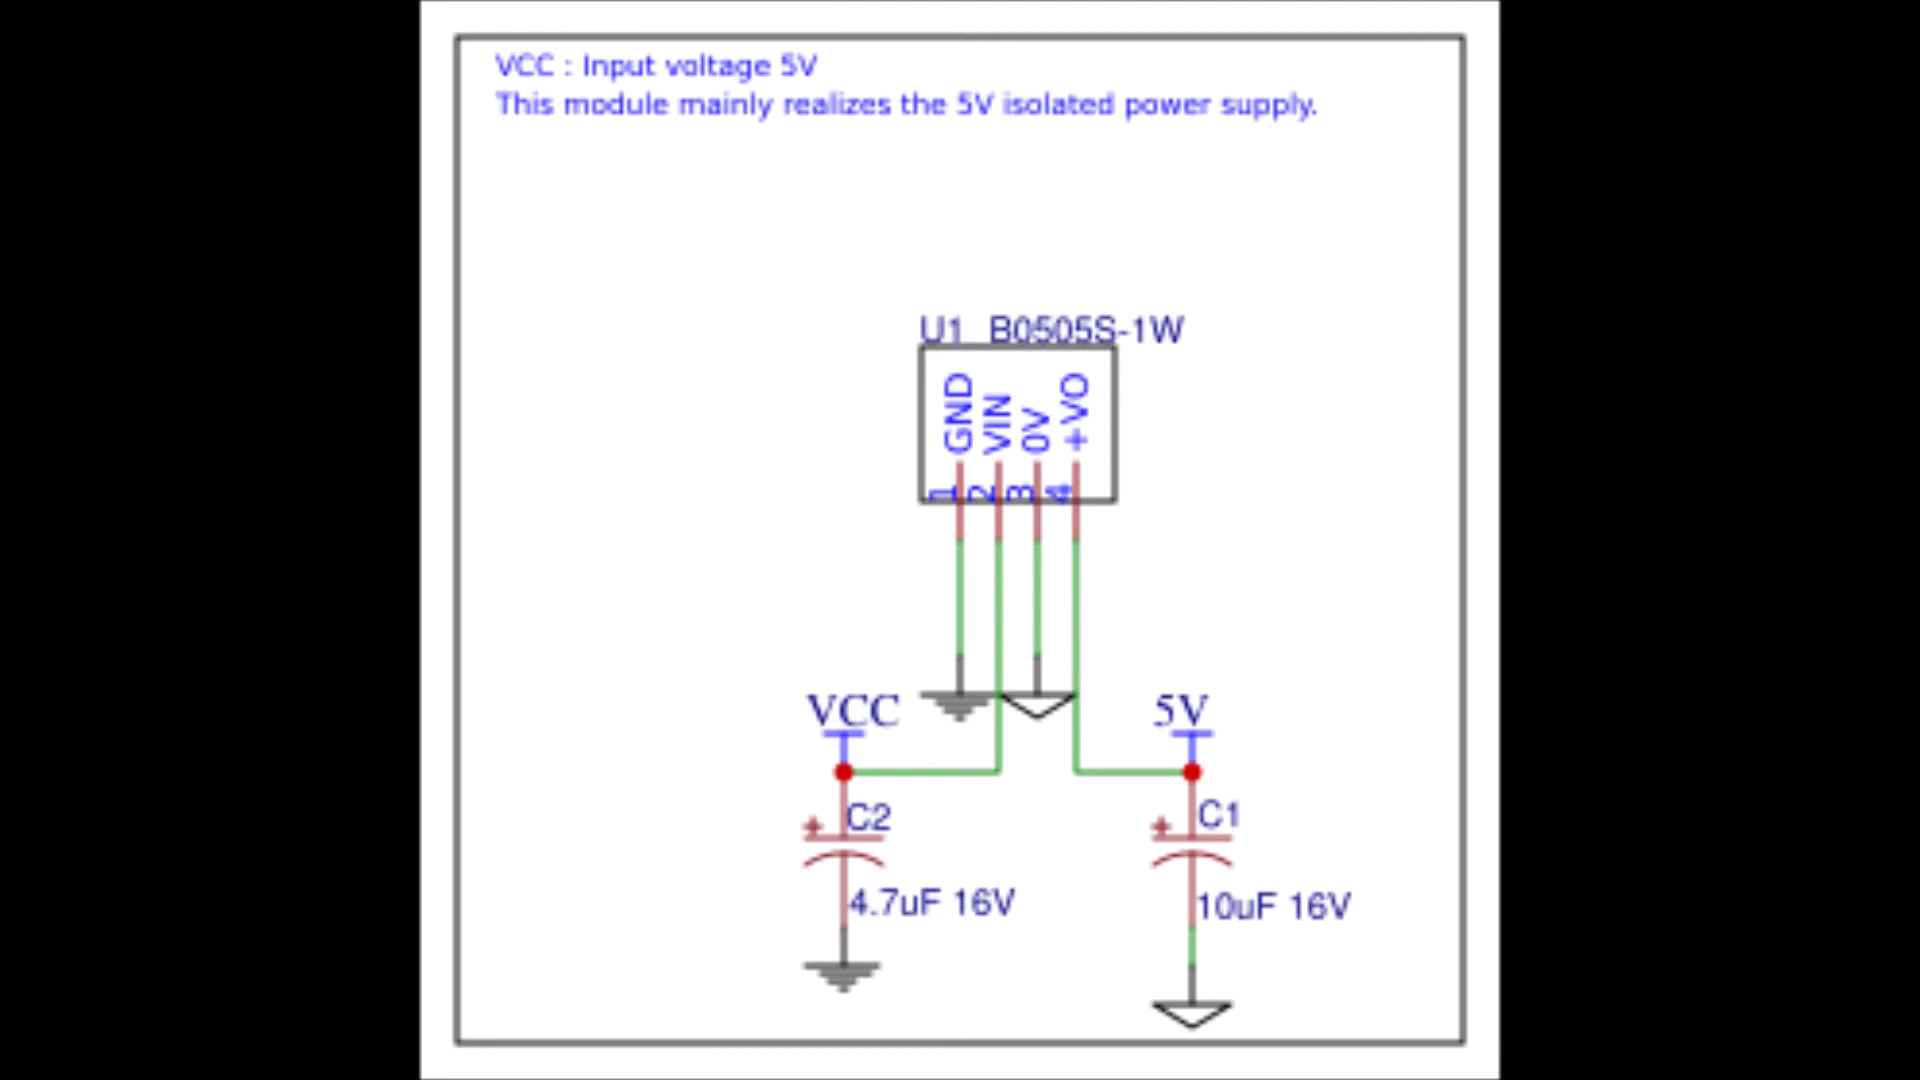 VCC : Input voltage 5V
This module mainly realizes the 5V isolated power supply.
U1 B0505S-1W
GND
VIN
0V
+VO
1
2
3
4
VCC
5V
C2
C1
4.7uF 16V
10uF 16V